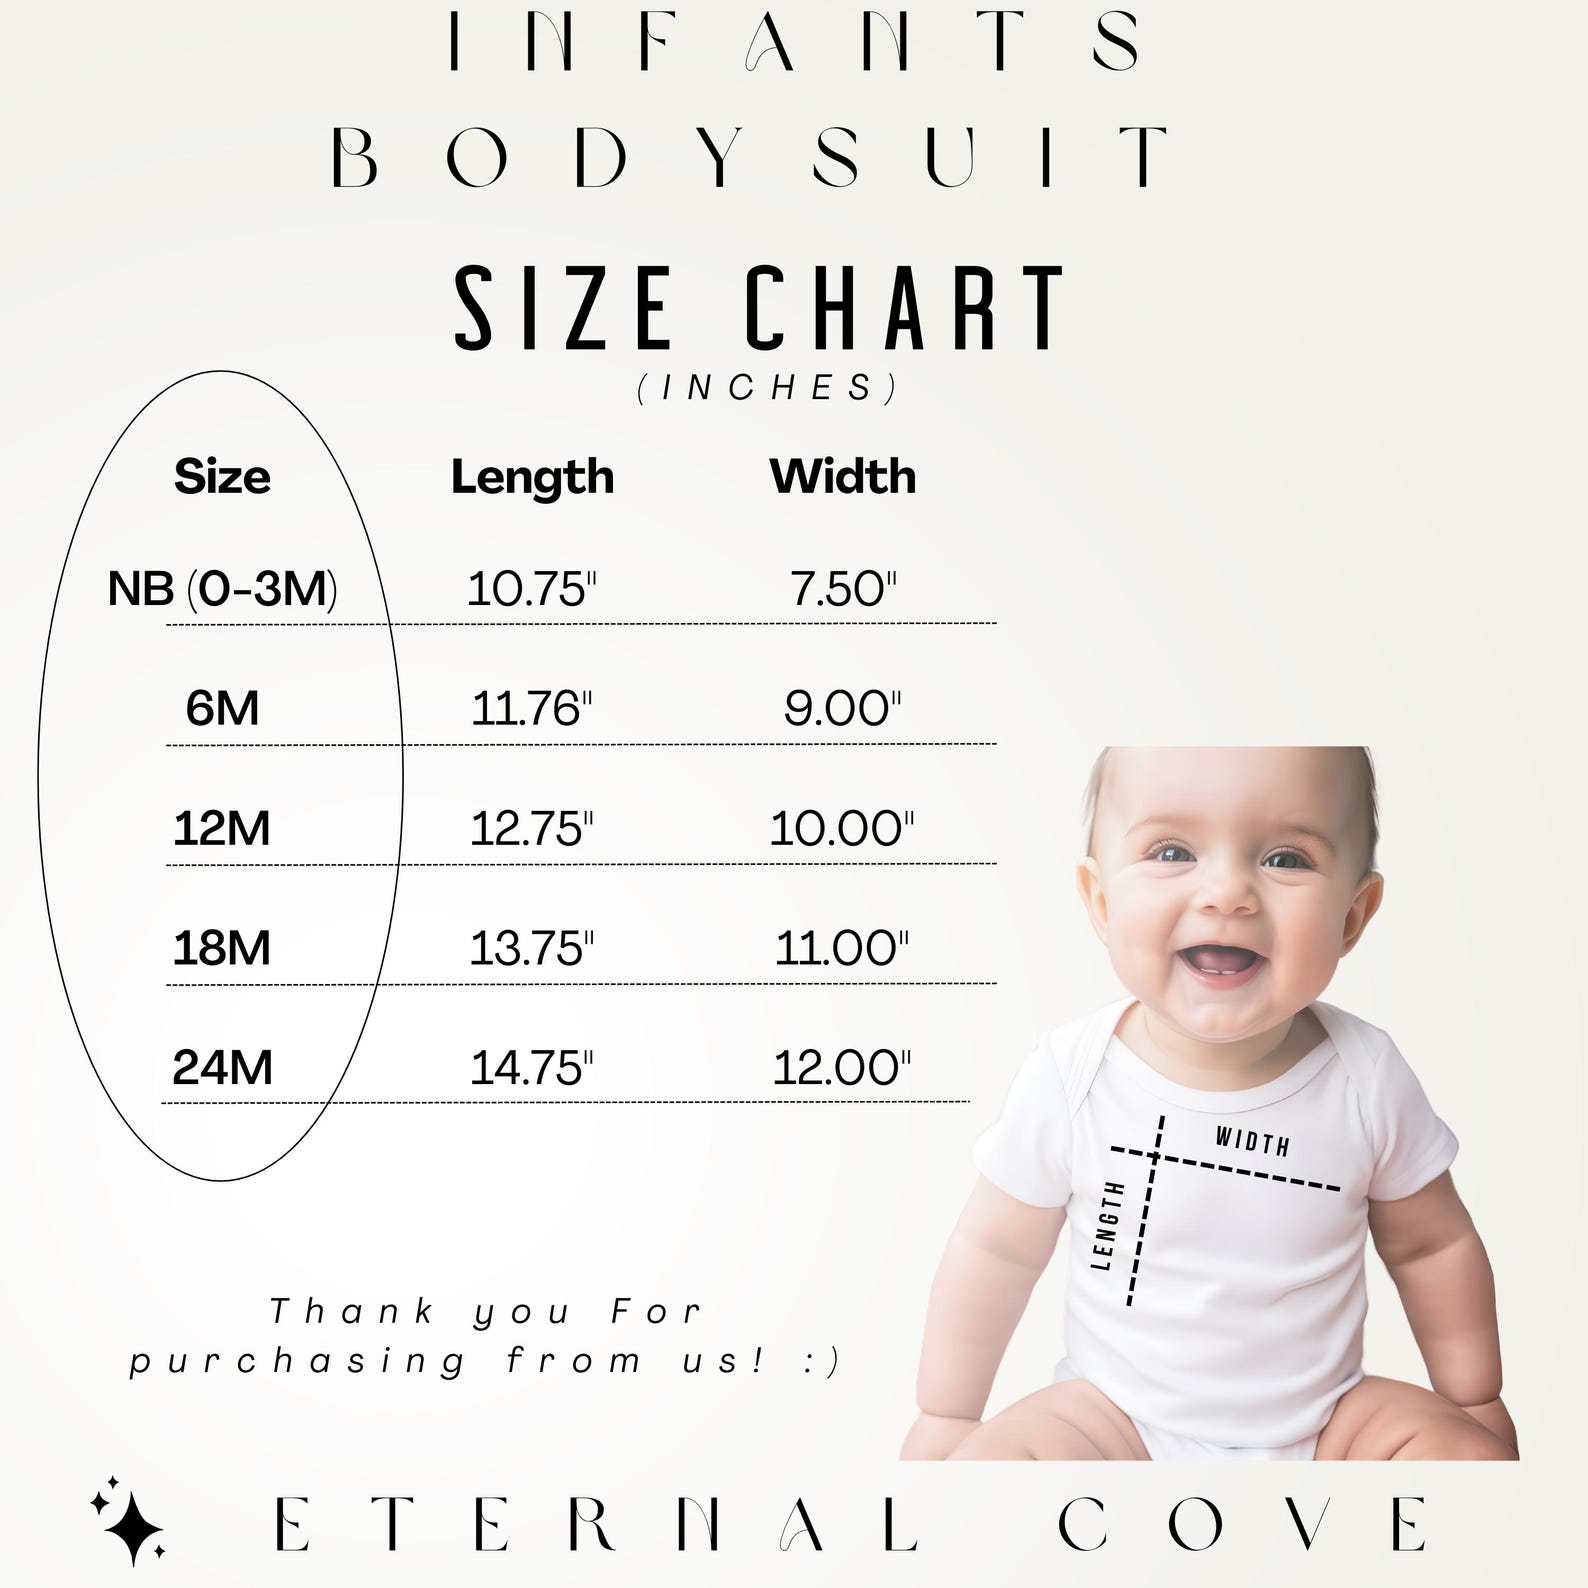 INFANTS
BODYSUIT
SIZE CHART
(INCHES)
Size Length Width
NB (0-3M) 10.75" 7.50"
6M 11.76" 9.00"
12M 12.75" 10.00"
18M 13.75" 11.00"
24M 14.75" 12.00"
WIDTH
LENGTH
Thank you For
purchasing from us! :)
ETERNAL COVE